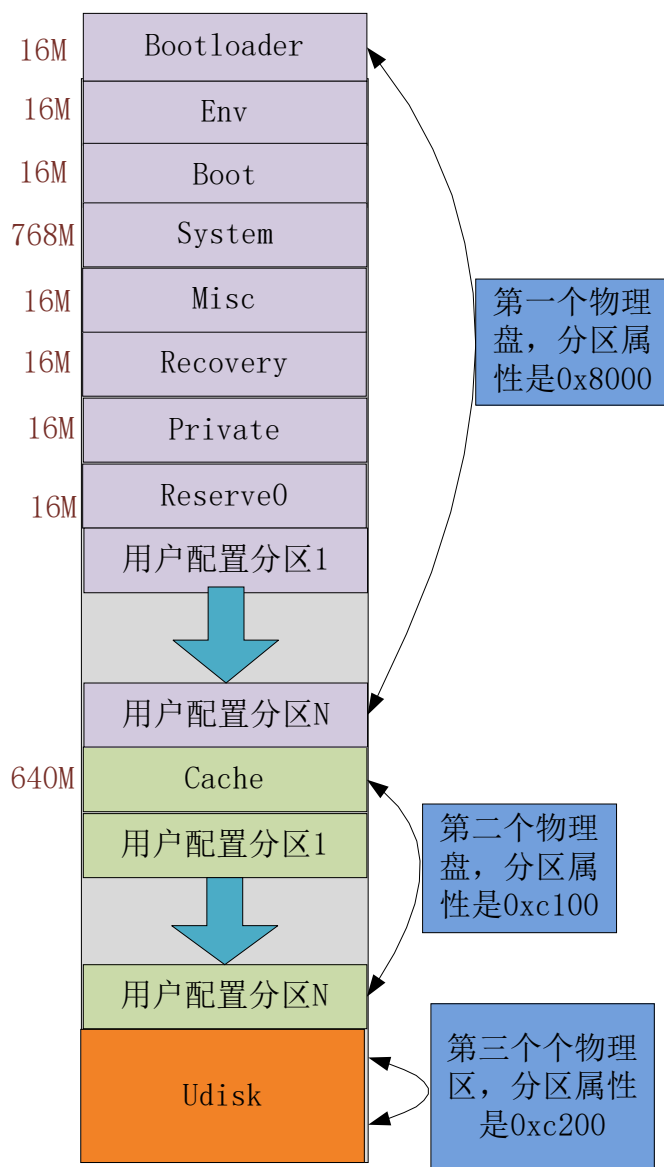 16M
Bootloader
16M
Env
16M
Boot
768M
System
16M
Misc
16M
Recovery
16M
Private
16M
Reserve0
用户配置分区1
用户配置分区N
640M
Cache
用户配置分区1
用户配置分区N
Udisk
第一个物理
盘，分区属
性是0x8000
第二个物理
盘，分区属
性是0xc100
第三个个物理
区，分区属性
是0xc200